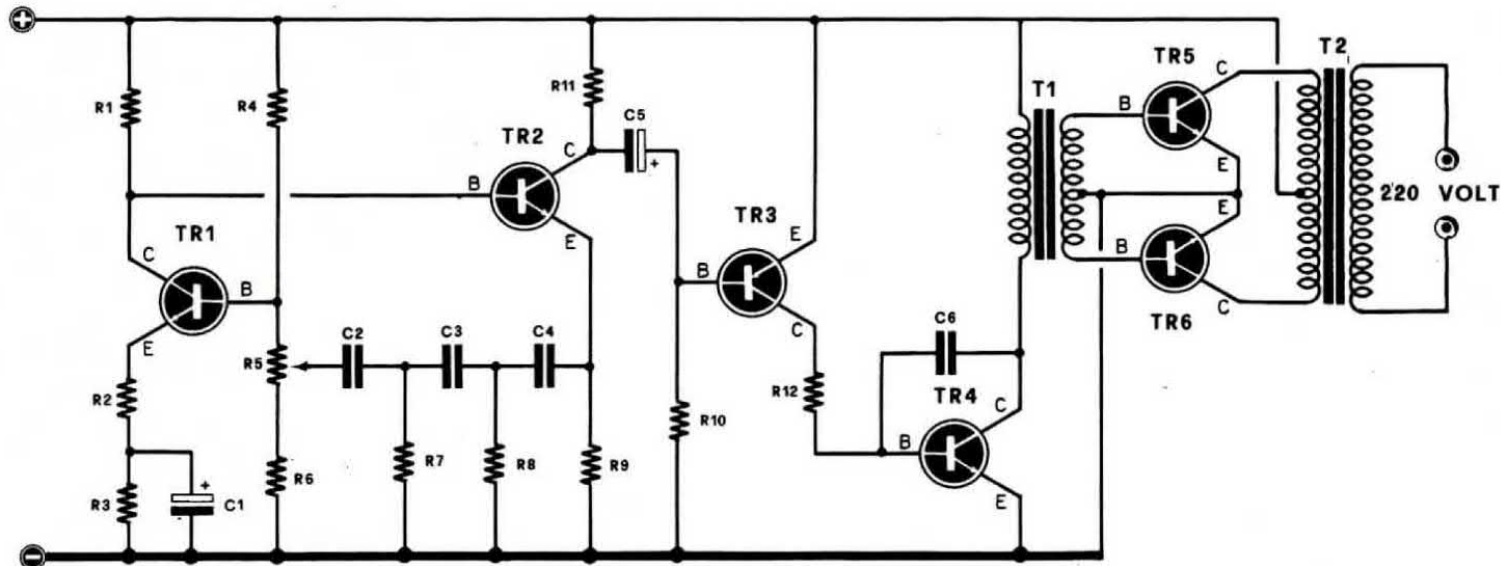 +
T2
TR5
C
R11
T1
R1
R4
C5
B
TR2
C
+
E
B
220 VOLT
TR3
E
TR1
E
C
E
B
B
B
TR6
C
C
C6
E
C2
C3
C4
R5
R12
TR4
R2
C
R10
B
R7
R8
R9
+
R6
R3
C1
E
-